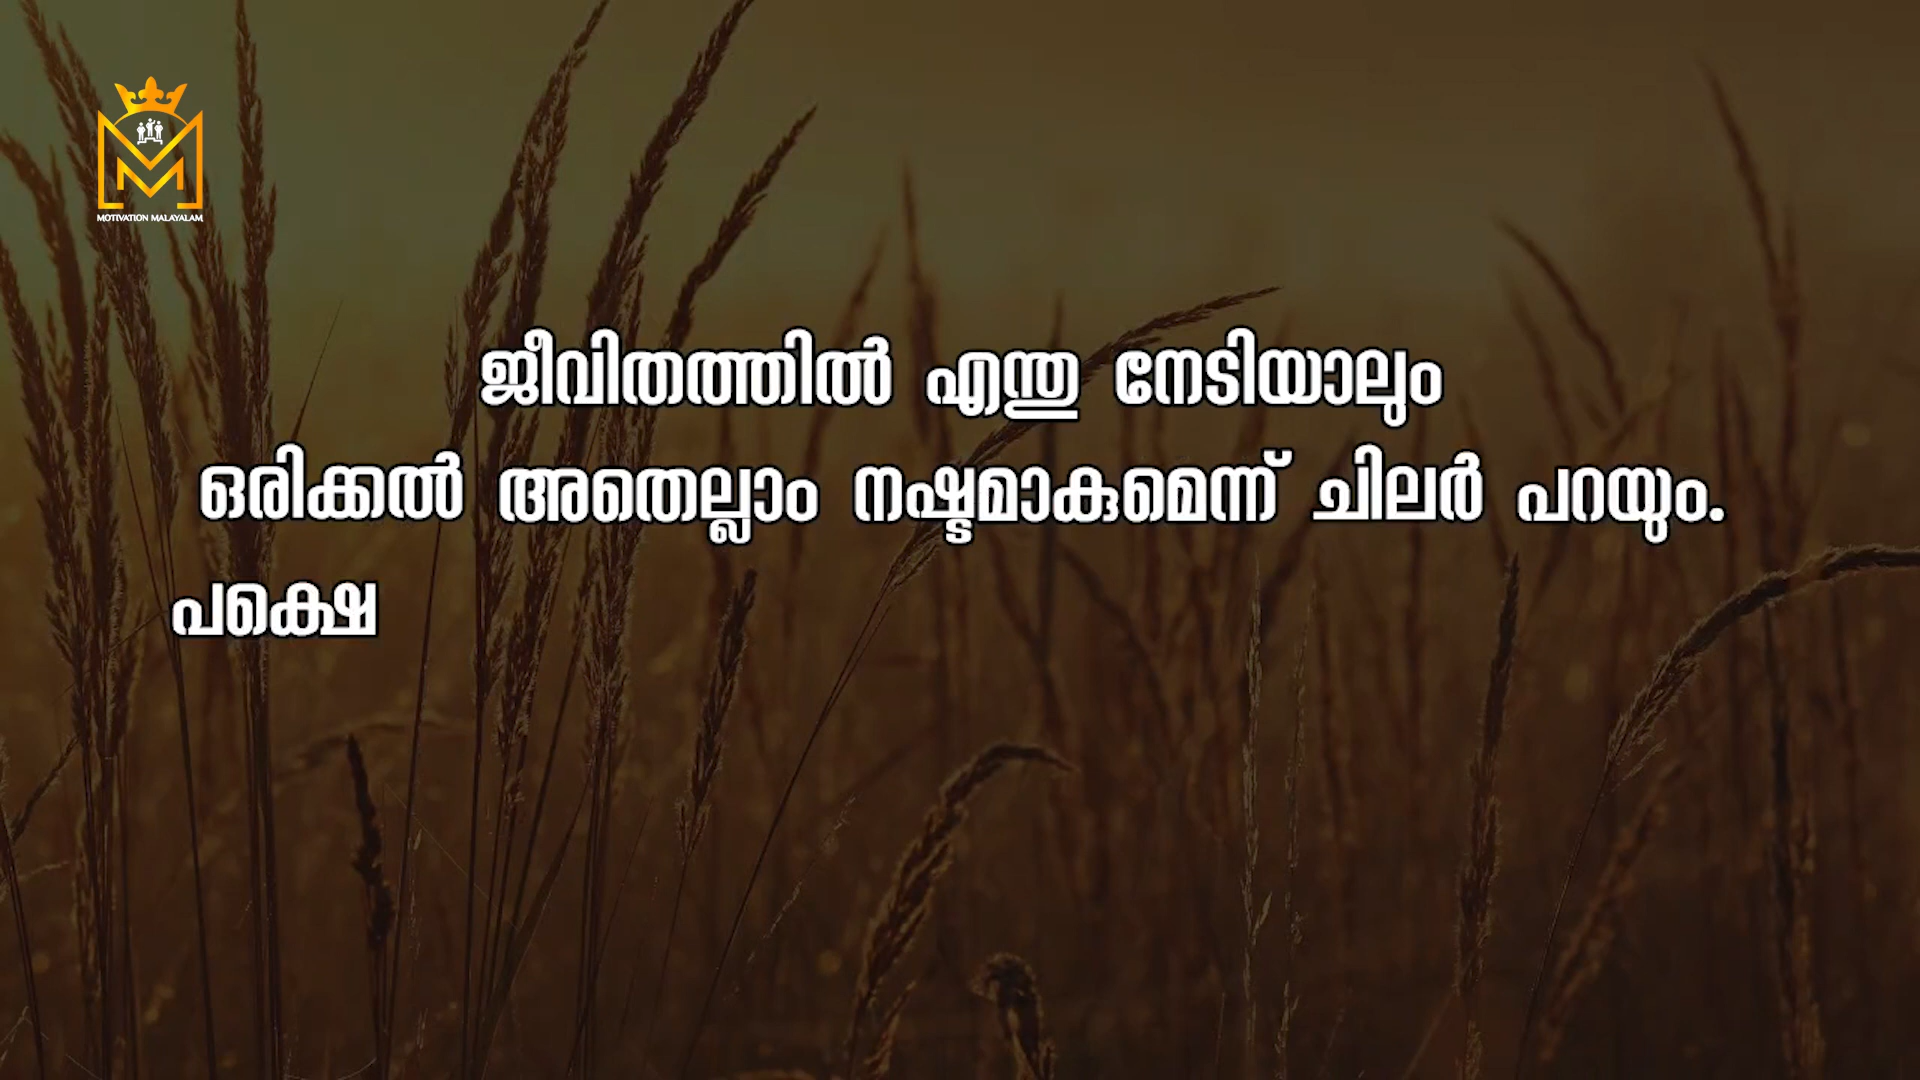 MOTIVATION MALAYALAM
ജീവിതത്തിൽ എന്തു നേടിയാലും
ഒരിക്കൽ അതെല്ലാം നഷ്ടമാകുമെന്ന് ചിലർ പറയും.
പക്ഷെ